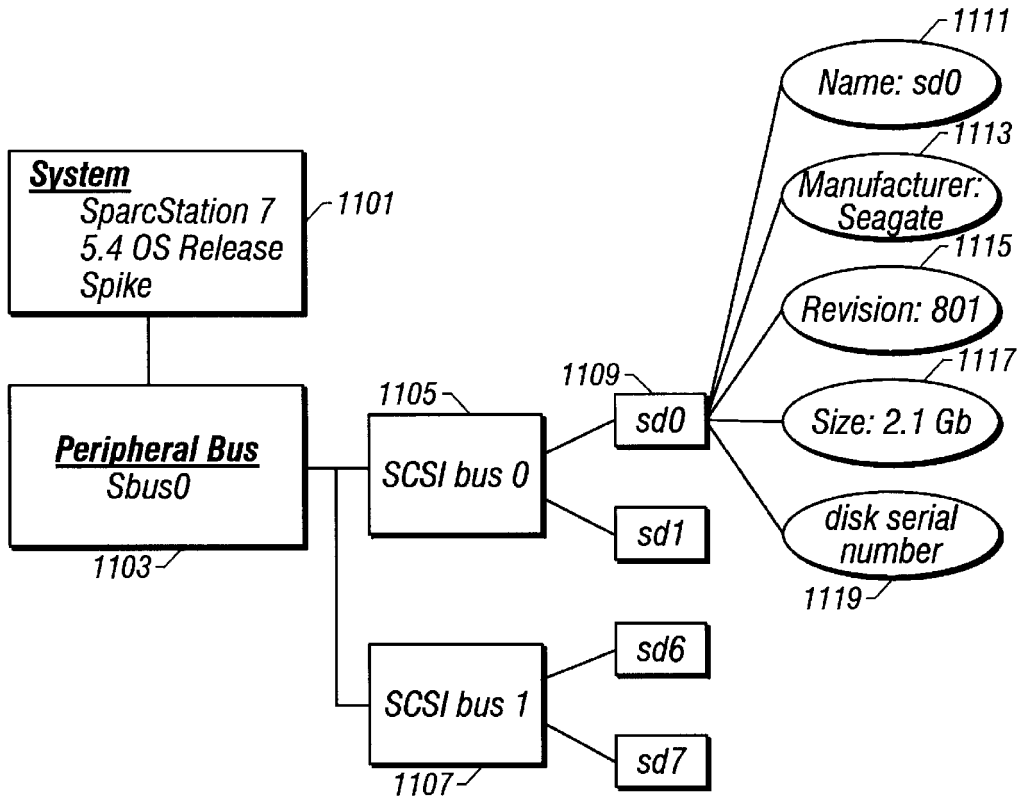 System
SparcStation 7
5.4 OS Release
Spike
1101
Peripheral Bus
Sbus0
1103
1105
SCSI bus 0
SCSI bus 1
1107
1109
sd0
sd1
sd6
sd7
1111
Name: sd0
1113
Manufacturer:
Seagate
1115
Revision: 801
1117
Size: 2.1 Gb
disk serial
number
1119